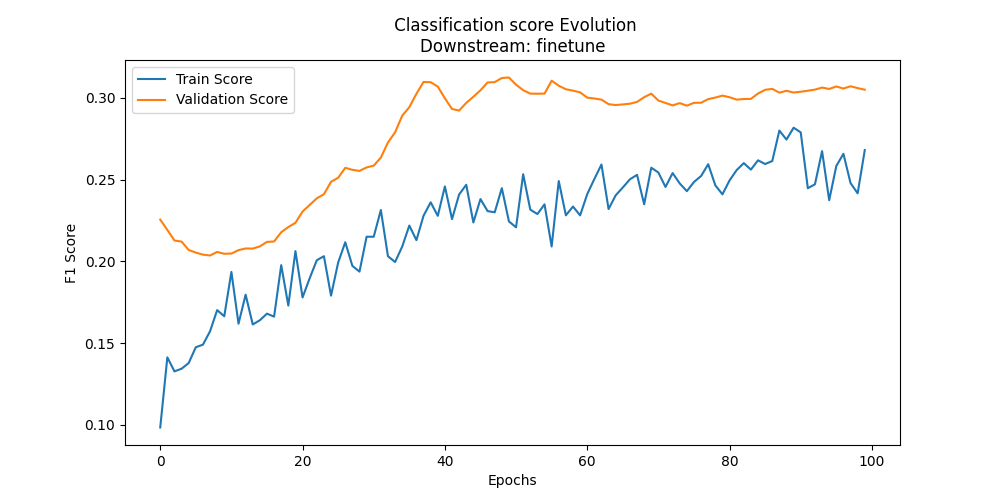 Classification score Evolution
Downstream: finetune
Train Score
Validation Score
F1 Score
0.30
0.25
0.20
0.15
0.10
0
20
40
60
80
100
Epochs